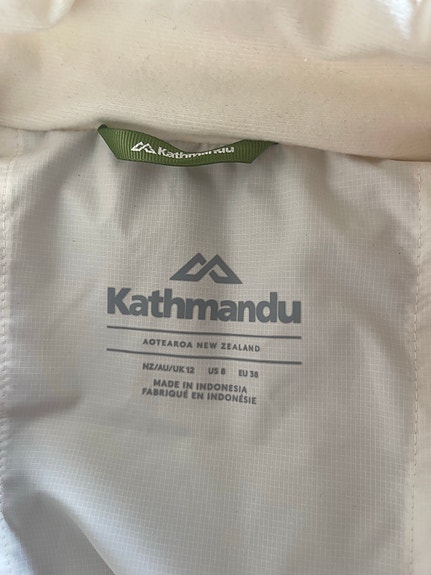 Kathmandu
Kathmandu
AOTEAROA NEW ZEALAND
NZ/AU/UK 12 US 8 EU 38
MADE IN INDONESIA
FABRIQUÉ EN INDONÉSIE